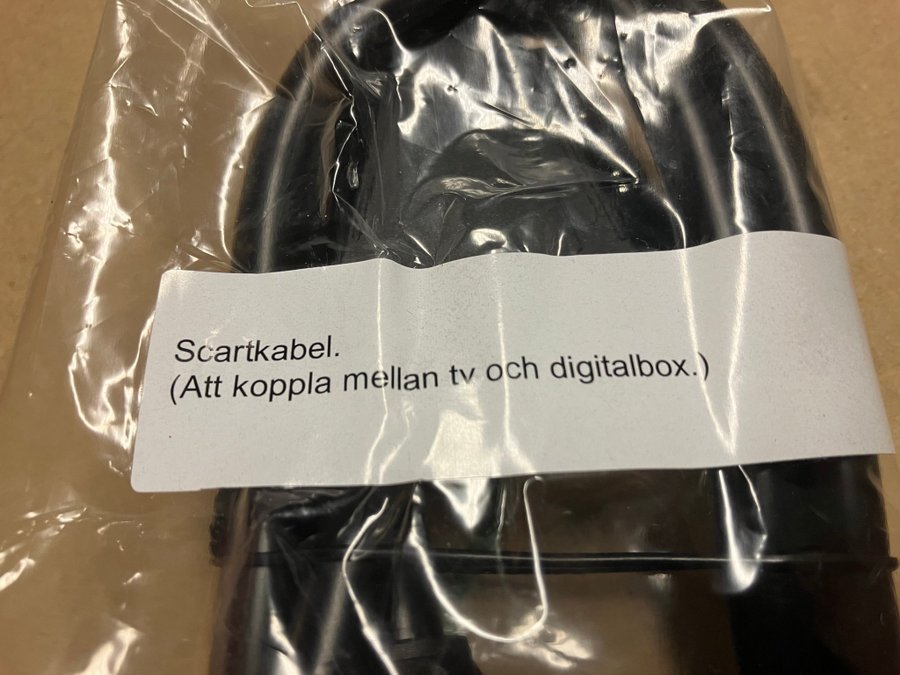 Scartkabel.
(Att koppla mellan tv och digitalbox.)